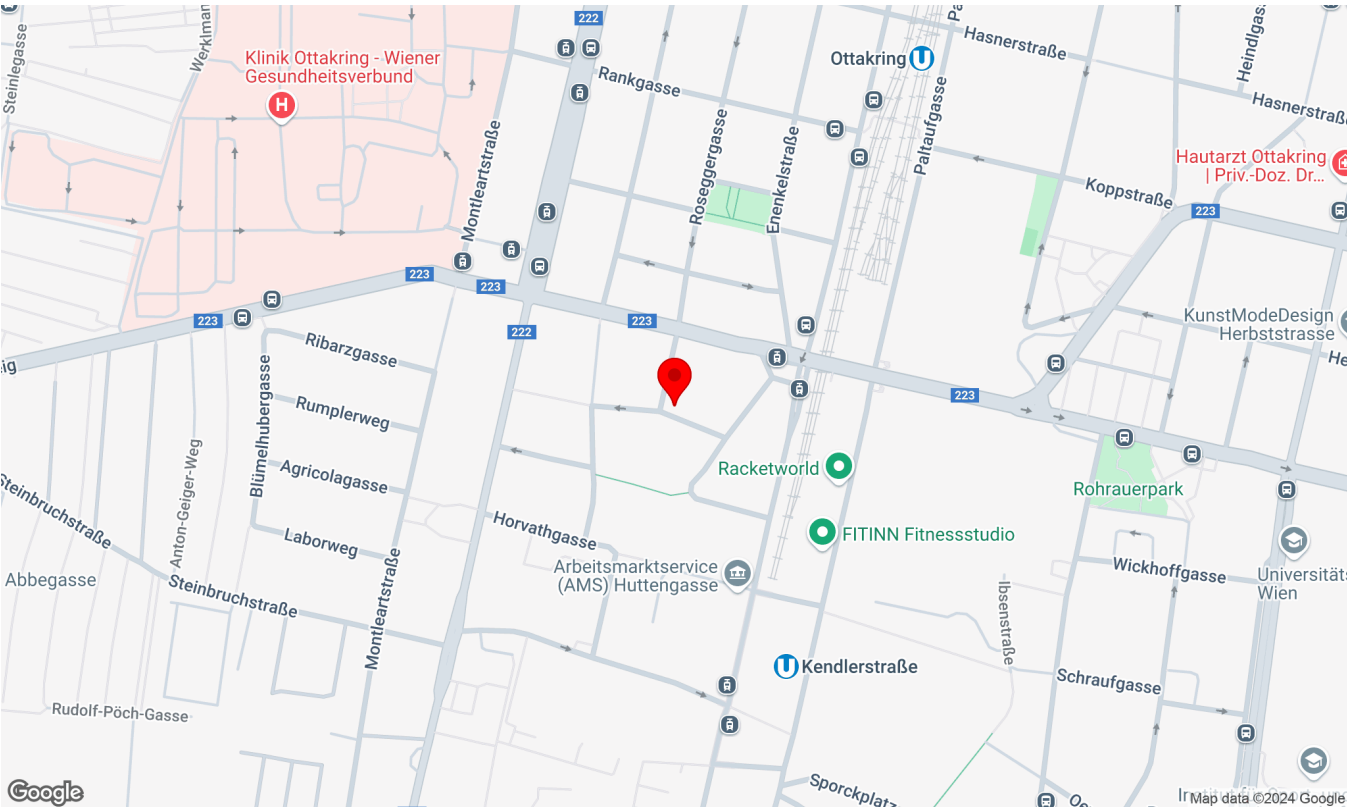 222
Steinlegasse
Klinik Ottakring - Wiener
Gesundheitsverbund
H
Ottakring
U
Hasnerstraße
Heindlgas
Rankgasse
Hasnerstraß
Montleartstraße
Roseggergasse
Enenkelstraße
Paltaufgasse
Hautarzt Ottakring
| Priv.-Doz. Dr...
Koppstraße
223
223
223
223
223
222
KunstModeDesign
Herbststrasse
He
Ribarzgasse
Blümelhubergasse
Rumplerweg
223
Anton-Geiger-Weg
Agricolagasse
Racketworld
Rohrauerpark
Steinbruchstraße
Horvathgasse
FITINN Fitnessstudio
Laborweg
Arbeitsmarktservice
(AMS) Huttengasse
Wickhoffgasse
Universitäts
Wien
Abbegasse
Steinbruchstraße
Montleartstraße
Ibsenstraße
U
Kendlerstraße
Schraufgasse
Rudolf-Pöch-Gasse
Sporckplatz
Google
Map data ©2024 Google